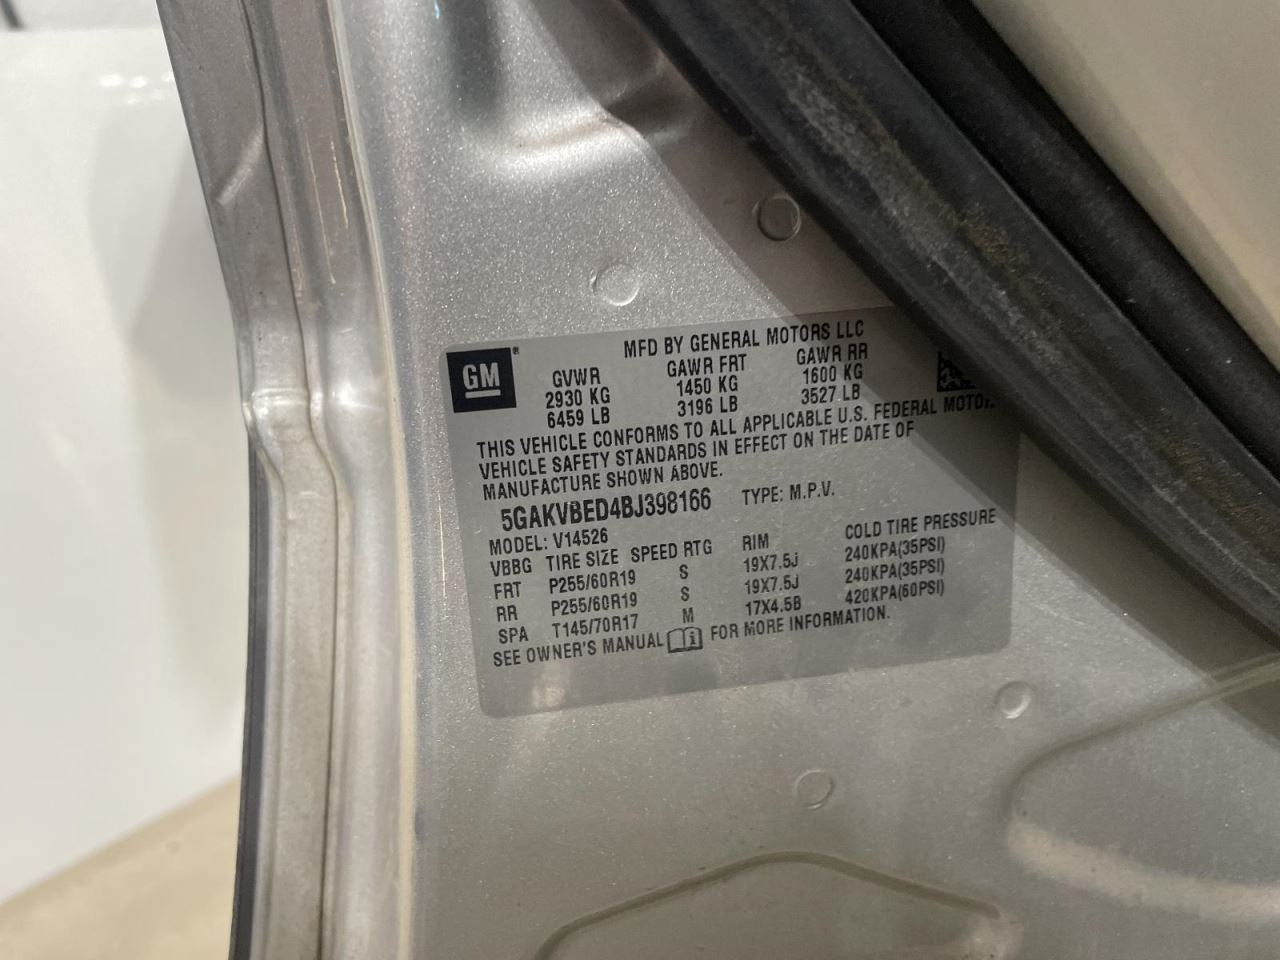 GM®
MFD BY GENERAL MOTORS LLC
GVWR GAWR FRT GAWR RR
2930 KG 1450 KG 1600 KG
6459 LB 3196 LB 3527 LB
THIS VEHICLE CONFORMS TO ALL APPLICABLE U.S. FEDERAL MOTOR
VEHICLE SAFETY STANDARDS IN EFFECT ON THE DATE OF
MANUFACTURE SHOWN ABOVE.
5GAKVBED4BJ398166 TYPE: M.P.V.
MODEL: V14526
VBBG TIRE SIZE SPEED RTG RIM COLD TIRE PRESSURE
FRT P255/60R19 S 19X7.5J 240KPA(35PSI)
RR P255/60R19 S 19X7.5J 240KPA(35PSI)
SPA T145/70R17 M 17X4.5B 420KPA(60PSI)
SEE OWNER'S MANUAL i FOR MORE INFORMATION.